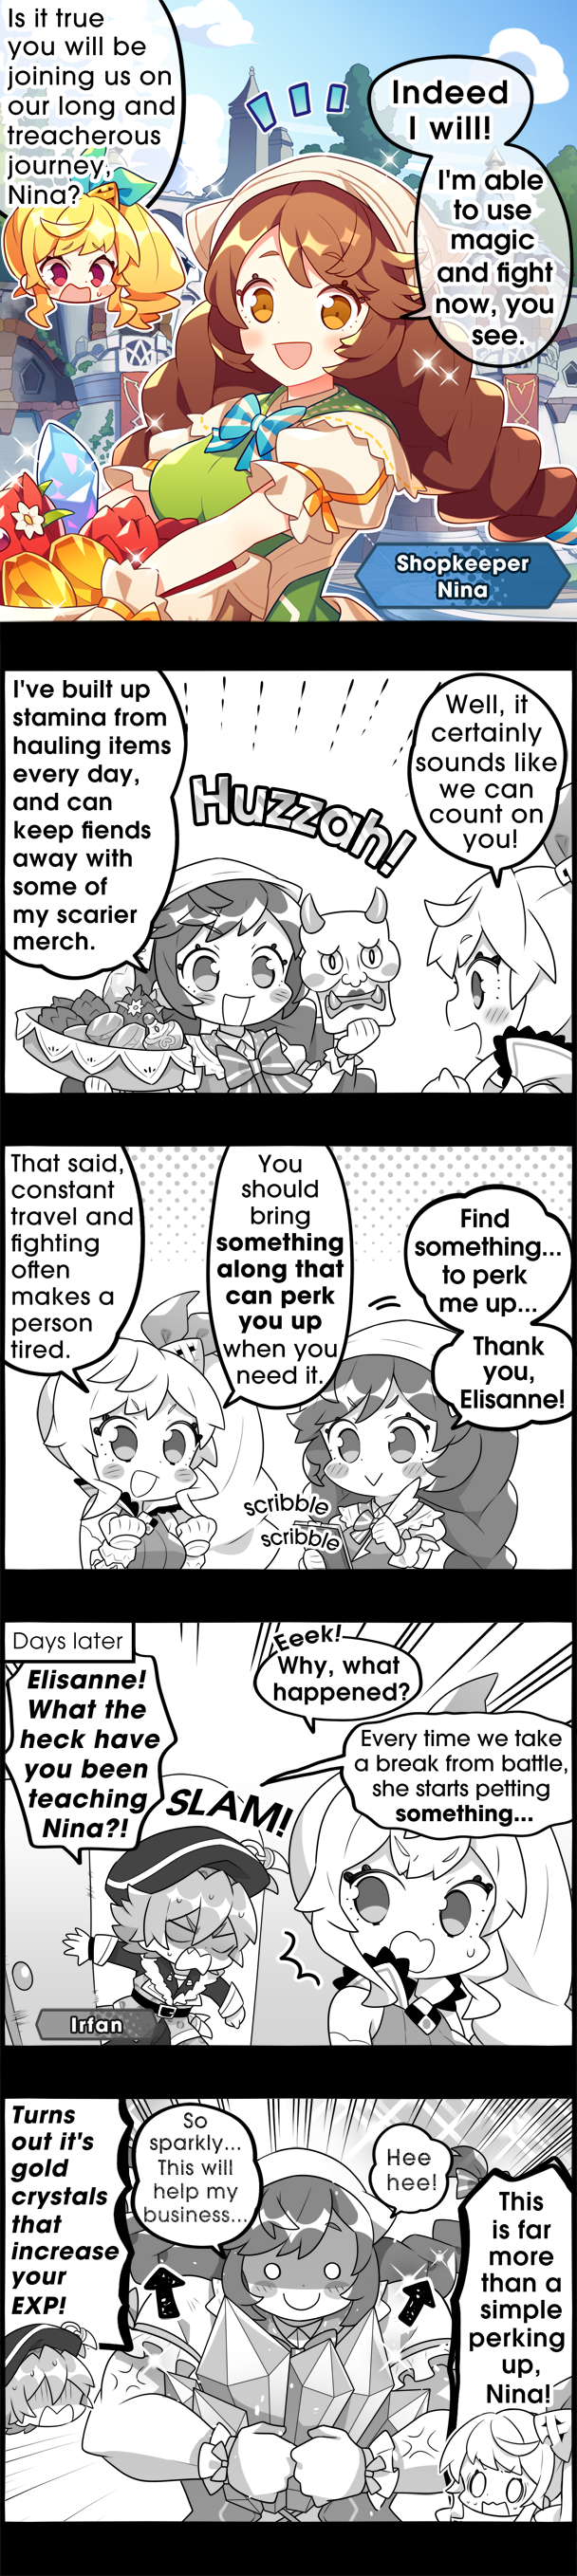 Is it true
you will be
joining us on
our long and
treacherous
journey,
Nina?
Indeed
I will!
I'm able
to use
magic
and fight
now, you
see.
Shopkeeper
Nina
I've built up
stamina from
hauling items
every day,
and can
keep fiends
away with
some of
my scarier
merch.
Huzzah!
Well, it
certainly
sounds like
we can
count on
you!
That said,
constant
travel and
fighting
often
makes a
person
tired.
You
should
bring
something
along that
can perk
you up
when you
need it.
Find
something...
to perk
me up...
Thank
you,
Elisanne!
scribble
scribble
Days later
Elisanne!
What the
heck have
you been
teaching
Nina?!
SLAM!
Eeek!
Why, what
happened?
Every time we take
a break from battle,
she starts petting
something...
Irfan
Turns
out it's
gold
crystals
that
increase
your
EXP!
So
sparkly...
This will
help my
business...
Hee
hee!
This
is far
more
than a
simple
perking
up,
Nina!